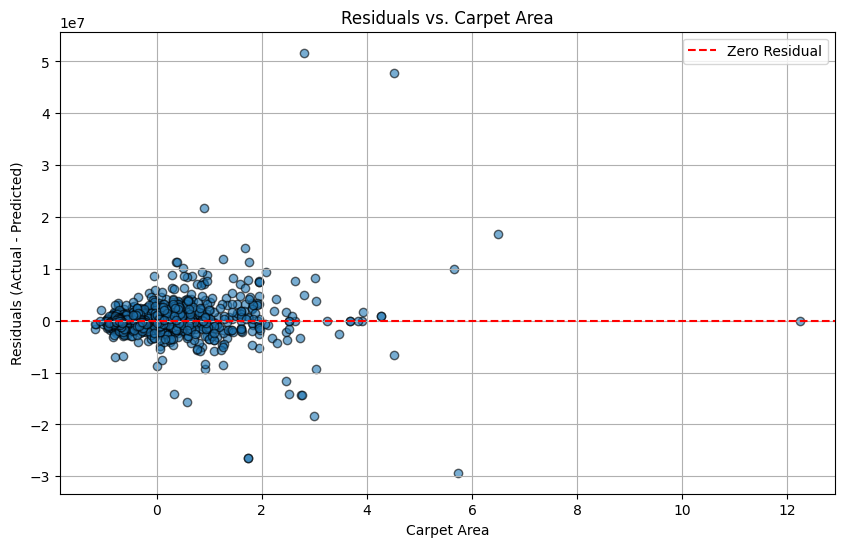 Residuals vs. Carpet Area
1e7
Zero Residual
5
4
3
2
1
0
−1
−2
−3
Residuals (Actual - Predicted)
0 2 4 6 8 10 12
Carpet Area